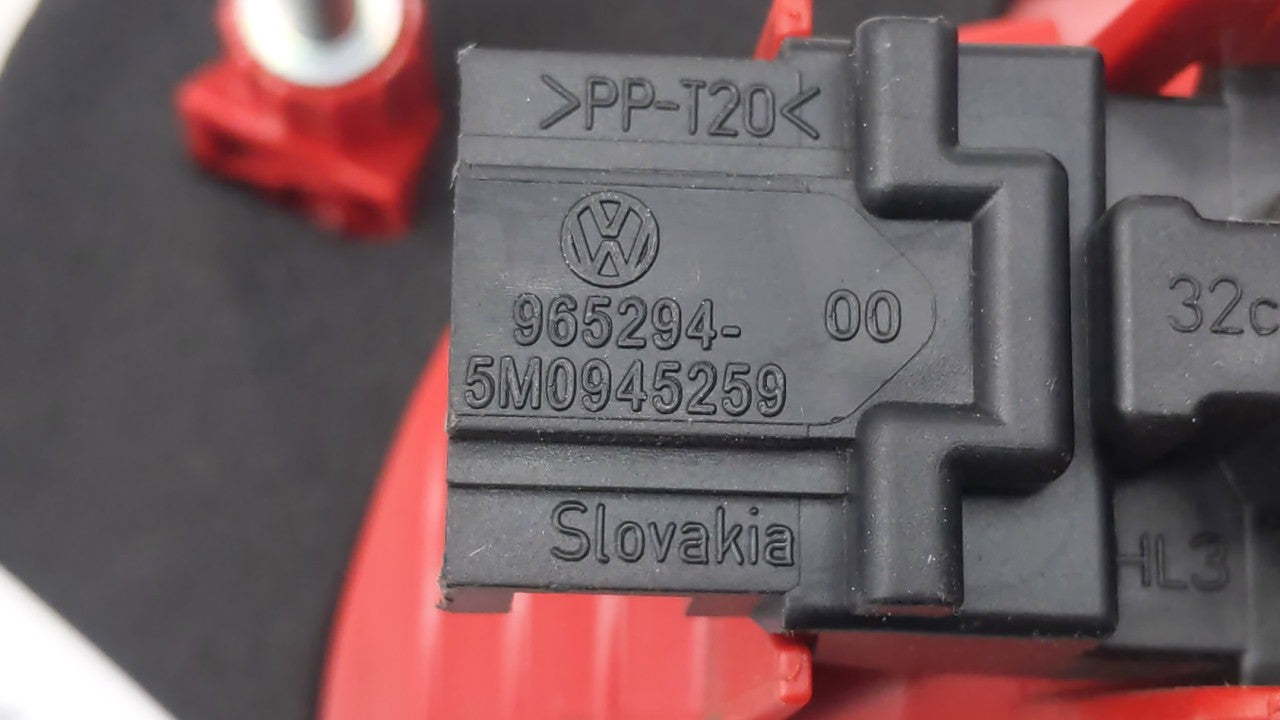 >PP-T20<
965294-
00
5M0945259
32c
Slovakia
HL3